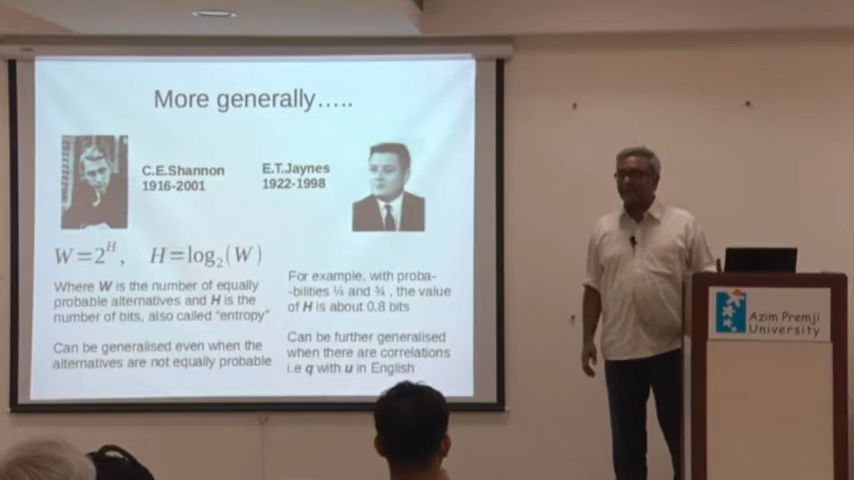 More generally…..
C.E.Shannon
1916-2001
E.T.Jaynes
1922-1998
W=2^H, H=log₂(W)
Where W is the number of equally
probable alternatives and H is the
number of bits, also called "entropy"
Can be generalised even when the
alternatives are not equally probable
For example, with proba-
-bilities ¼ and ¾ , the value
of H is about 0.8 bits
Can be further generalised
when there are correlations
i.e q with u in English
Azim Premji
University